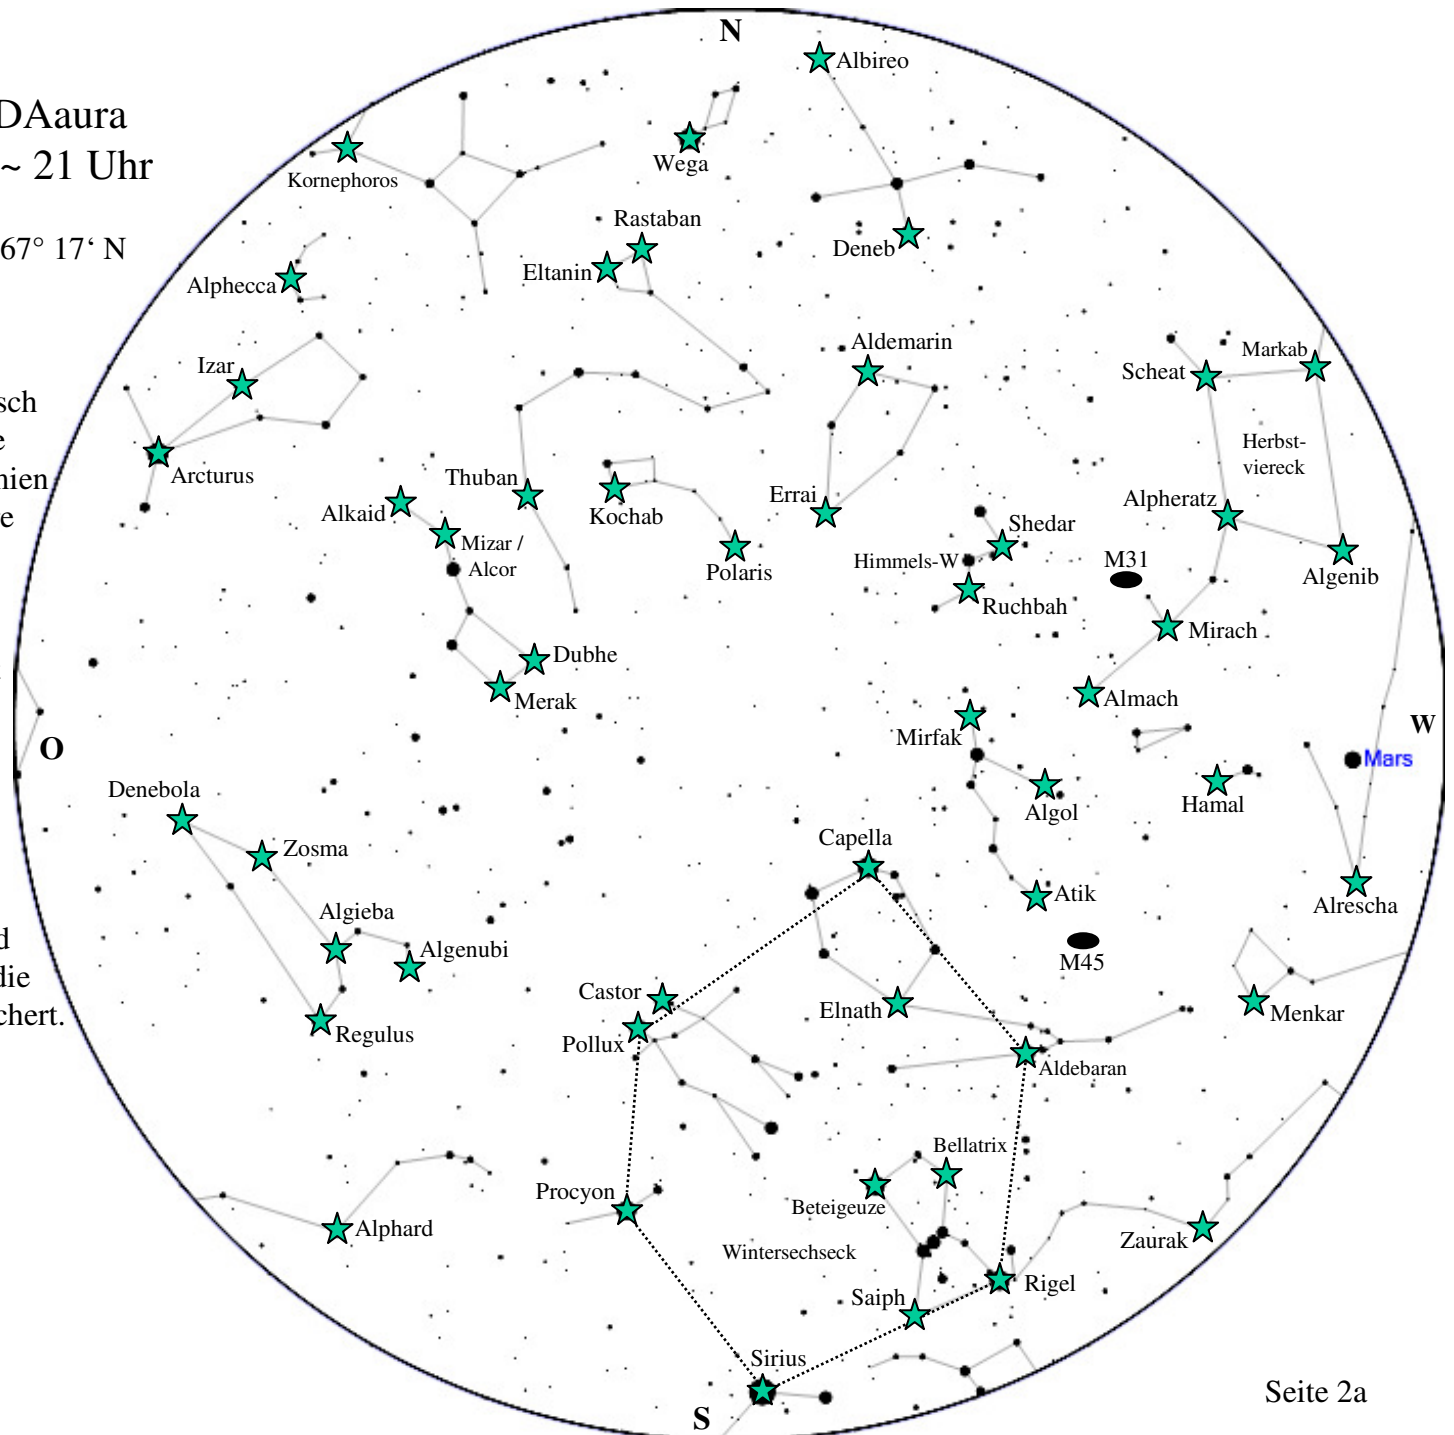 N
Albireo
DAaura
~ 21 Uhr
Wega
Kornephoros
Rastaban
67° 17‘ N
Deneb
Eltanin
Alphecca
Aldemarin
Markab
Izar
Scheat
sch
Herbst-
viereck
e
Arcturus
Thuban
nien
Errai
Alpheratz
Alkaid
Kochab
re
Shedar
Mizar /
Alcor
Himmels-W
M31
Polaris
Algenib
Ruchbah
Mirach
Dubhe
Merak
Almach
W
Mirfak
O
Mars
Denebola
Hamal
Algol
Capella
Zosma
Atik
Alrescha
Algieba
d
Algenubi
M45
die
Castor
Elnath
Menkar
chert.
Regulus
Pollux
Aldebaran
Bellatrix
Procyon
Beteigeuze
Alphard
Zaurak
Wintersechseck
Rigel
Saiph
Sirius
Seite 2a
S